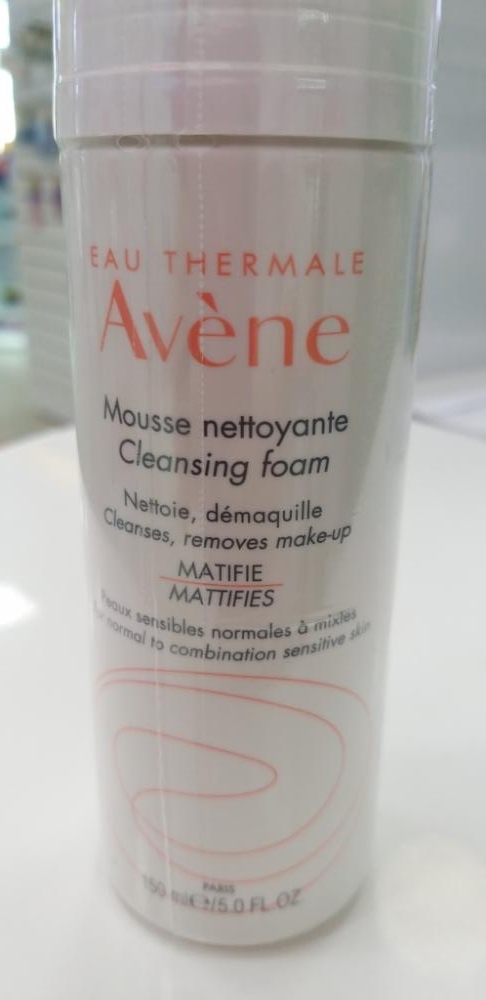 EAU THERMALE
Avène
Mousse nettoyante
Cleansing foam
Nettoie, démaquille
Cleanses, removes make-up
MATIFIE
MATTIFIES
Peaux sensibles normales à mixtes
For normal to combination sensitive skin
PARIS
150 ml e/5.0 FL.OZ.